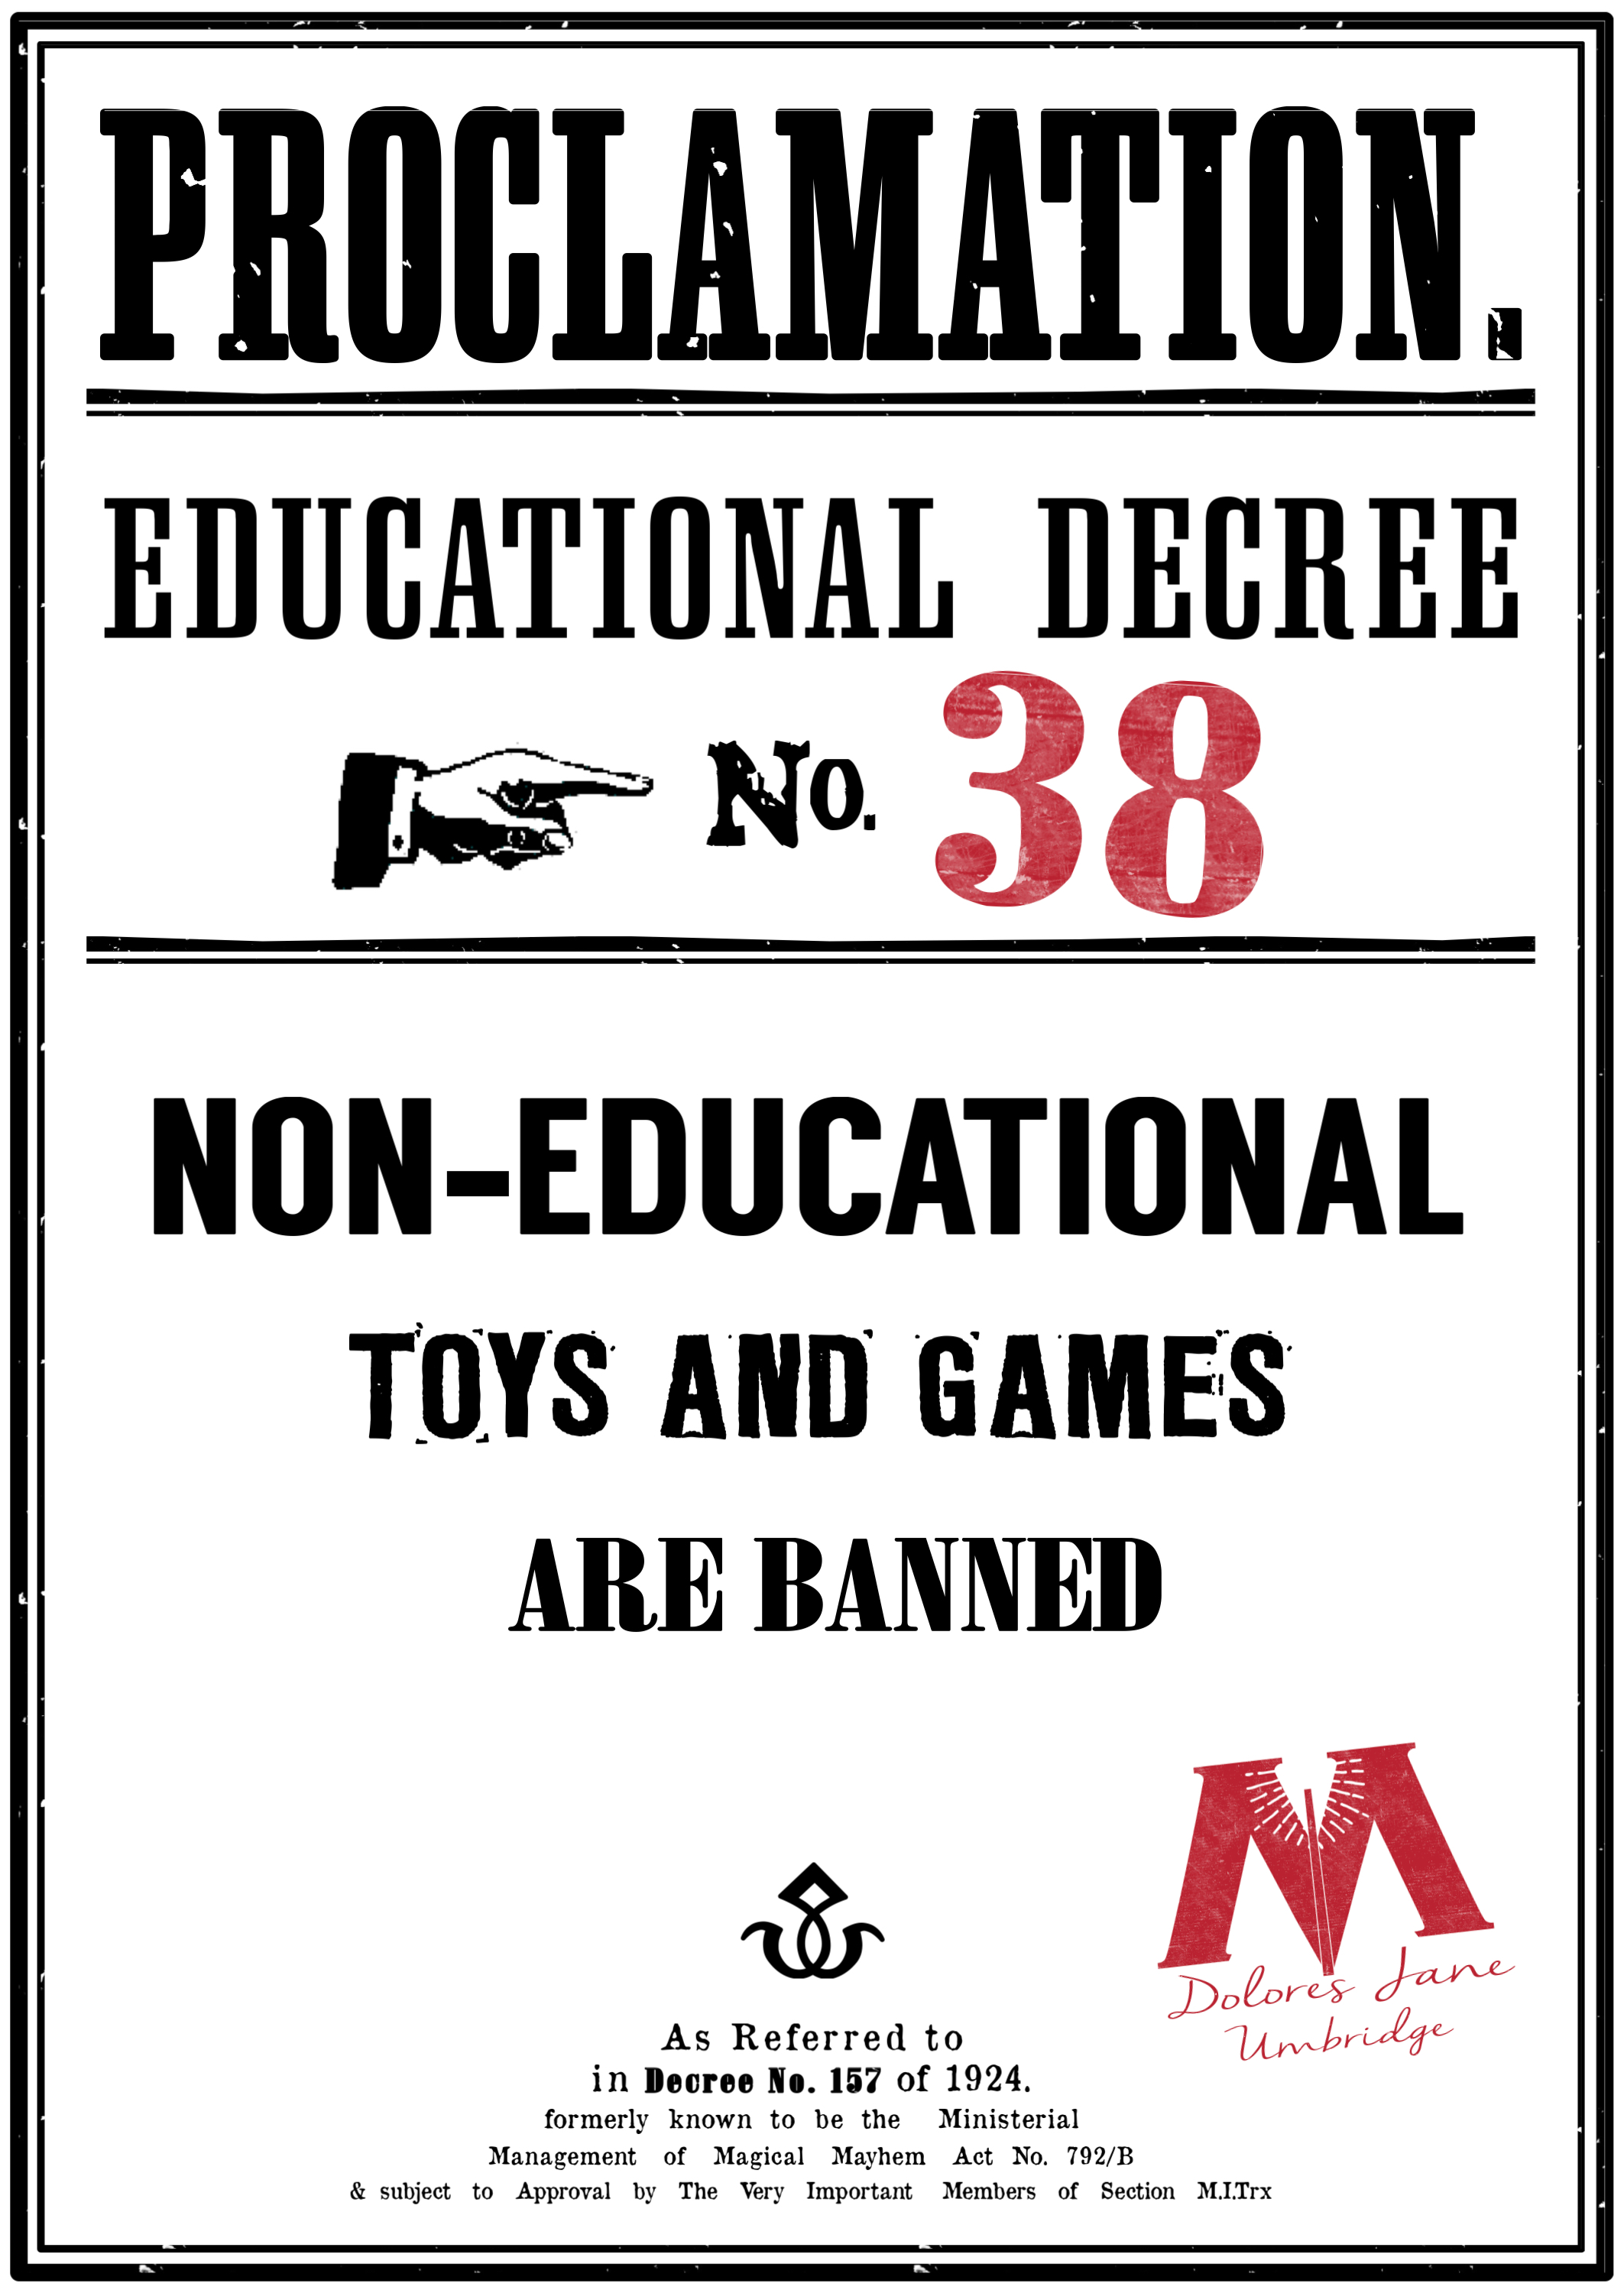 PROCLAMATION.
EDUCATIONAL DECREE
No. 38
NON-EDUCATIONAL
TOYS AND GAMES
ARE BANNED
M
Dolores Jane
Umbridge
As Referred to
in Decree No. 157 of 1924.
formerly known to be the Ministerial
Management of Magical Mayhem Act No. 792/B
& subject to Approval by The Very Important Members of Section M.I.Trx